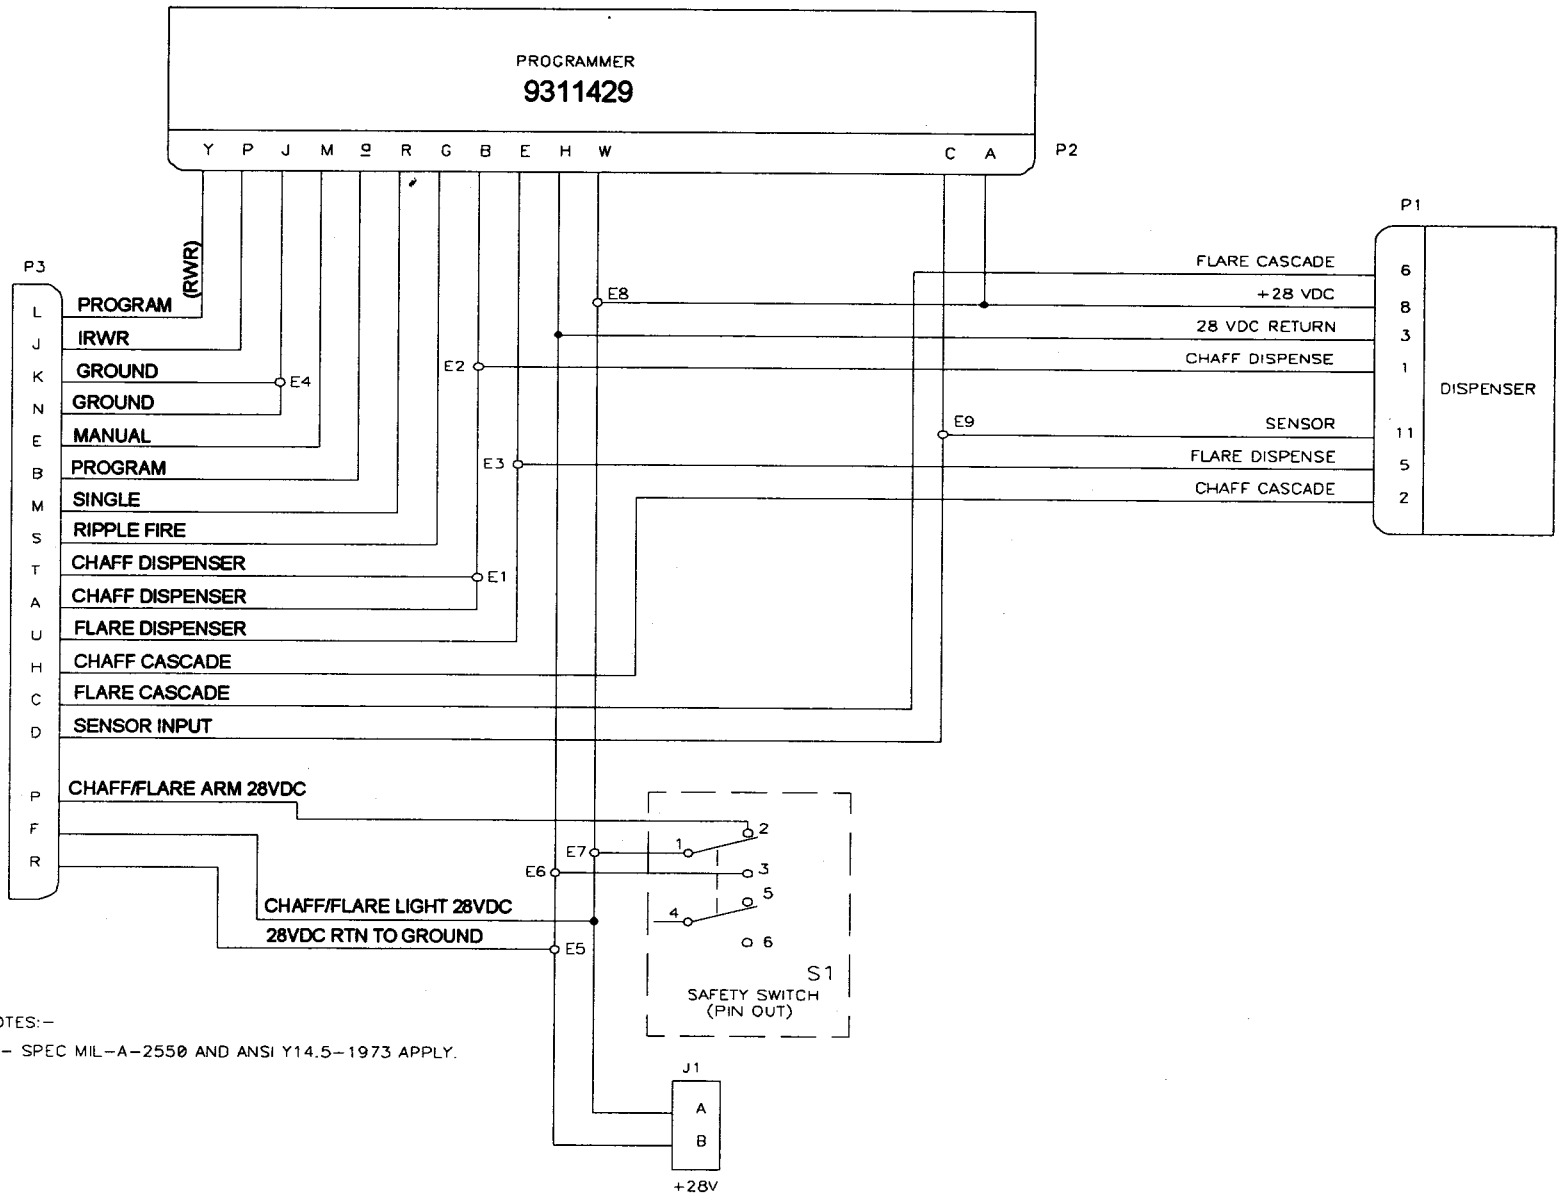 PROGRAMMER
9311429
Y P J M a R G B E H W C A
P2
P1
(RWR)
P3
L PROGRAM
J IRWR
K GROUND
E4
N GROUND
E MANUAL
B PROGRAM
M SINGLE
S RIPPLE FIRE
T CHAFF DISPENSER
E1
A CHAFF DISPENSER
U FLARE DISPENSER
H CHAFF CASCADE
C FLARE CASCADE
D SENSOR INPUT
P CHAFF/FLARE ARM 28VDC
F
R
CHAFF/FLARE LIGHT 28VDC
28VDC RTN TO GROUND
E8
E2
E3
E9
FLARE CASCADE 6
+28 VDC 8
28 VDC RETURN 3
CHAFF DISPENSE 1
SENSOR 11
FLARE DISPENSE 5
CHAFF CASCADE 2
DISPENSER
E7
E6
E5
1
2
3
4
5
6
S1
SAFETY SWITCH
(PIN OUT)
OTES:–
– SPEC MIL–A–2550 AND ANSI Y14.5–1973 APPLY.
J1
A
B
+28V